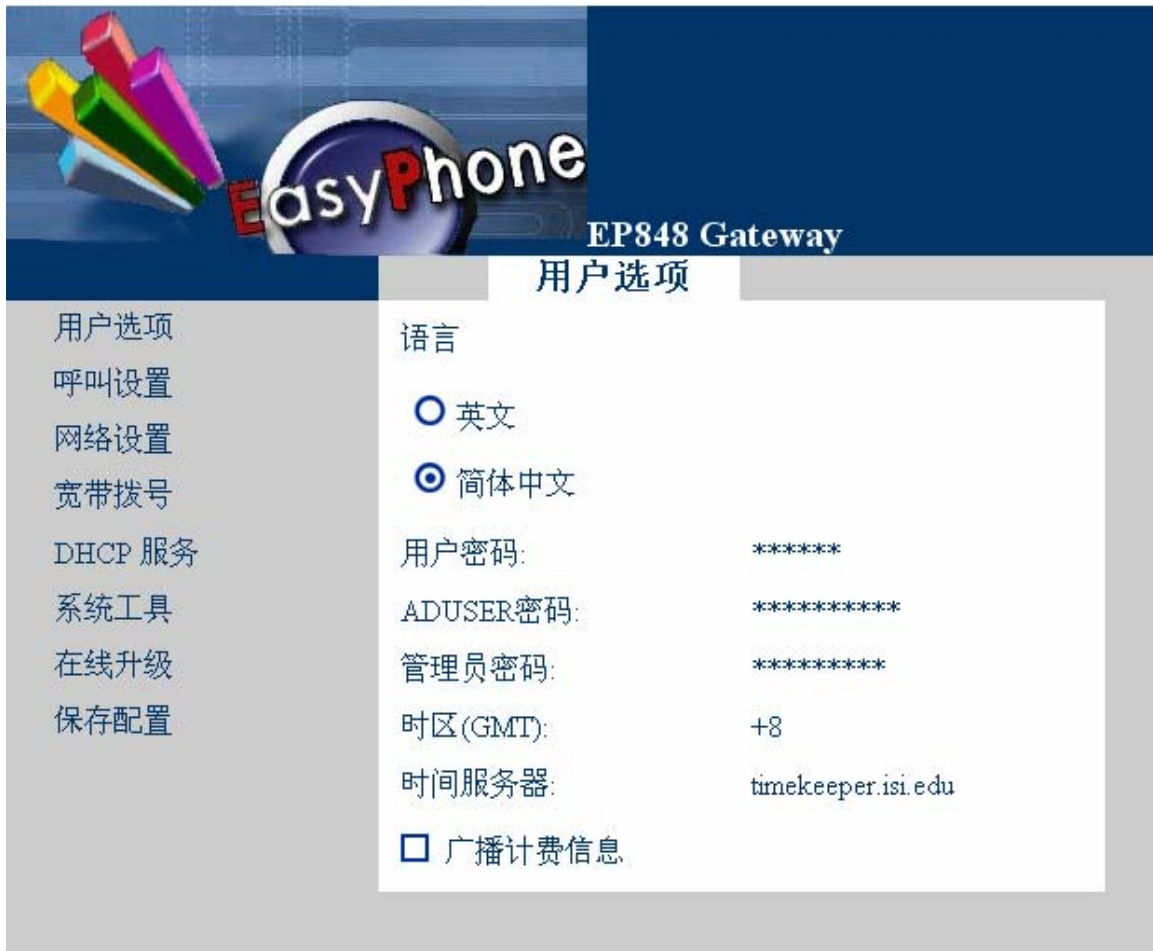 EasyPhone
EP848 Gateway
用户选项
用户选项
呼叫设置
网络设置
宽带拨号
DHCP 服务
系统工具
在线升级
保存配置
语言
英文
简体中文
用户密码: ******
ADUSER密码: **********
管理员密码: *********
时区(GMT): +8
时间服务器: timekeeper.isi.edu
广播计费信息